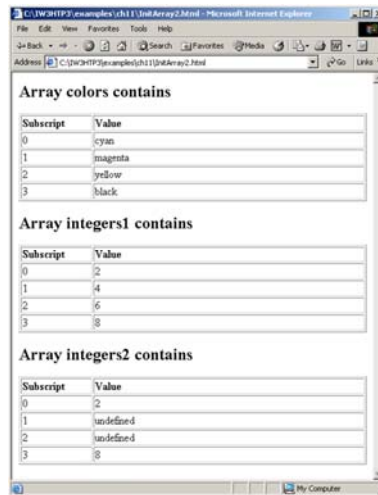 C:\IW3HTP3\examples\ch11\InitArray2.html - Microsoft Internet Explorer
File Edit View Favorites Tools Help
Back Search Favorites Media
Address C:\IW3HTP3\examples\ch11\InitArray2.html Go Links
Array colors contains
Subscript Value
0 cyan
1 magenta
2 yellow
3 black
Array integers1 contains
Subscript Value
0 2
1 4
2 6
3 8
Array integers2 contains
Subscript Value
0 2
1 undefined
2 undefined
3 8
My Computer